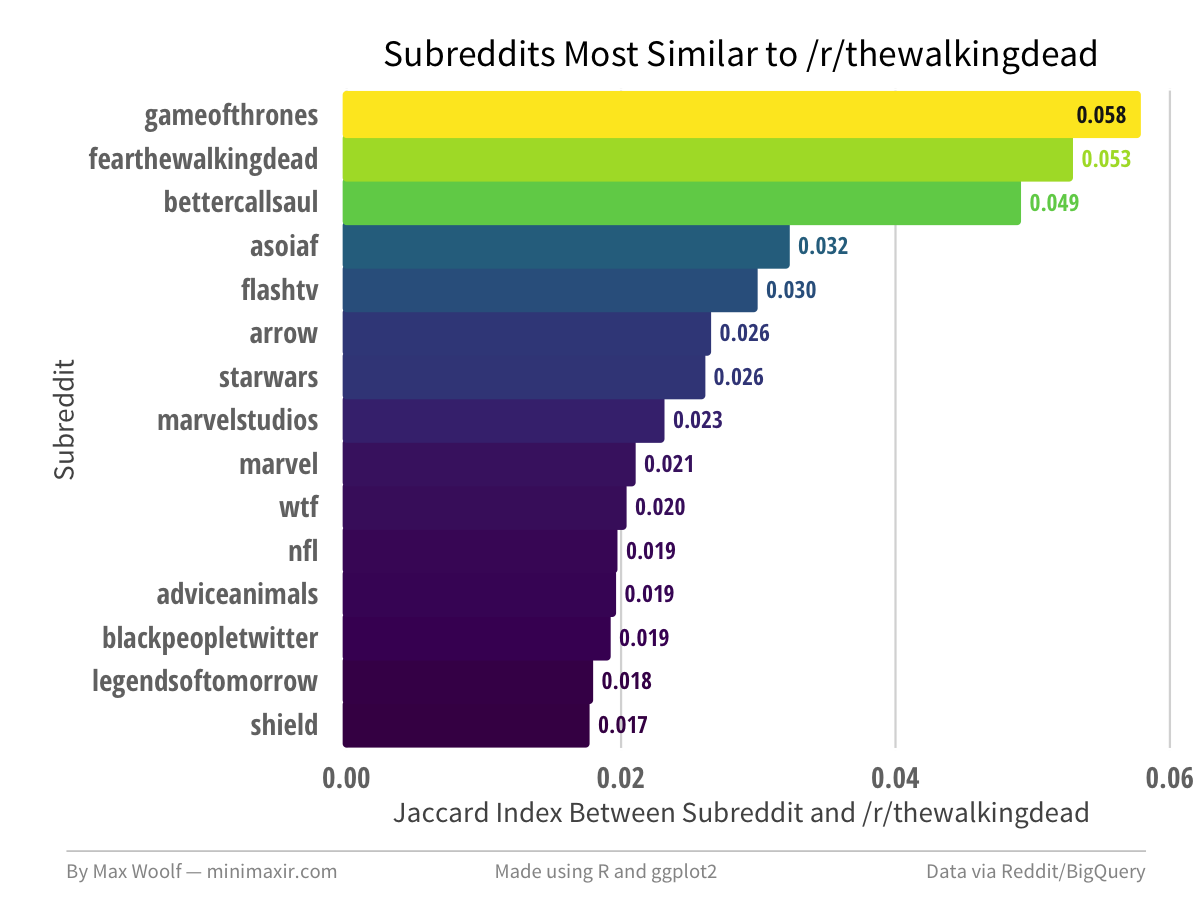 Subreddits Most Similar to /r/thewalkingdead
gameofthrones 0.058
fearthewalkingdead 0.053
bettercallsaul 0.049
asoiaf 0.032
flashtv 0.030
arrow 0.026
starwars 0.026
marvelstudios 0.023
marvel 0.021
wtf 0.020
nfl 0.019
adviceanimals 0.019
blackpeopletwitter 0.019
legendsoftomorrow 0.018
shield 0.017
Subreddit
0.00 0.02 0.04 0.06
Jaccard Index Between Subreddit and /r/thewalkingdead
By Max Woolf — minimaxir.com Made using R and ggplot2 Data via Reddit/BigQuery